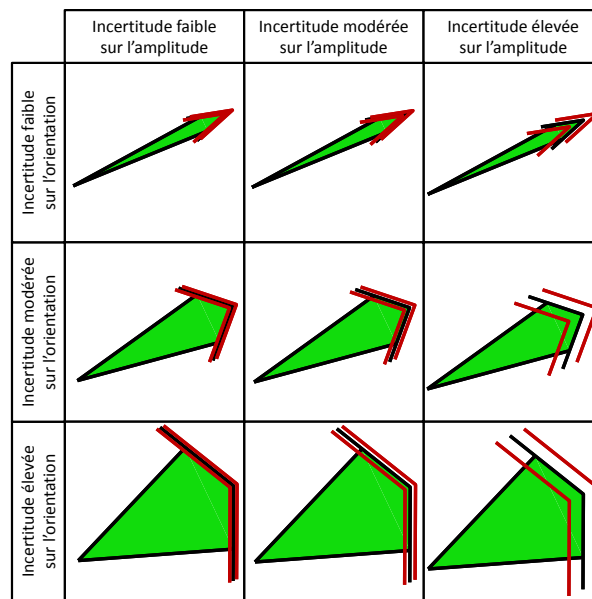 Incertitude faible
sur l’amplitude
Incertitude modérée
sur l’amplitude
Incertitude élevée
sur l’amplitude
Incertitude faible
sur l’orientation
Incertitude modérée
sur l’orientation
Incertitude élevée
sur l’orientation